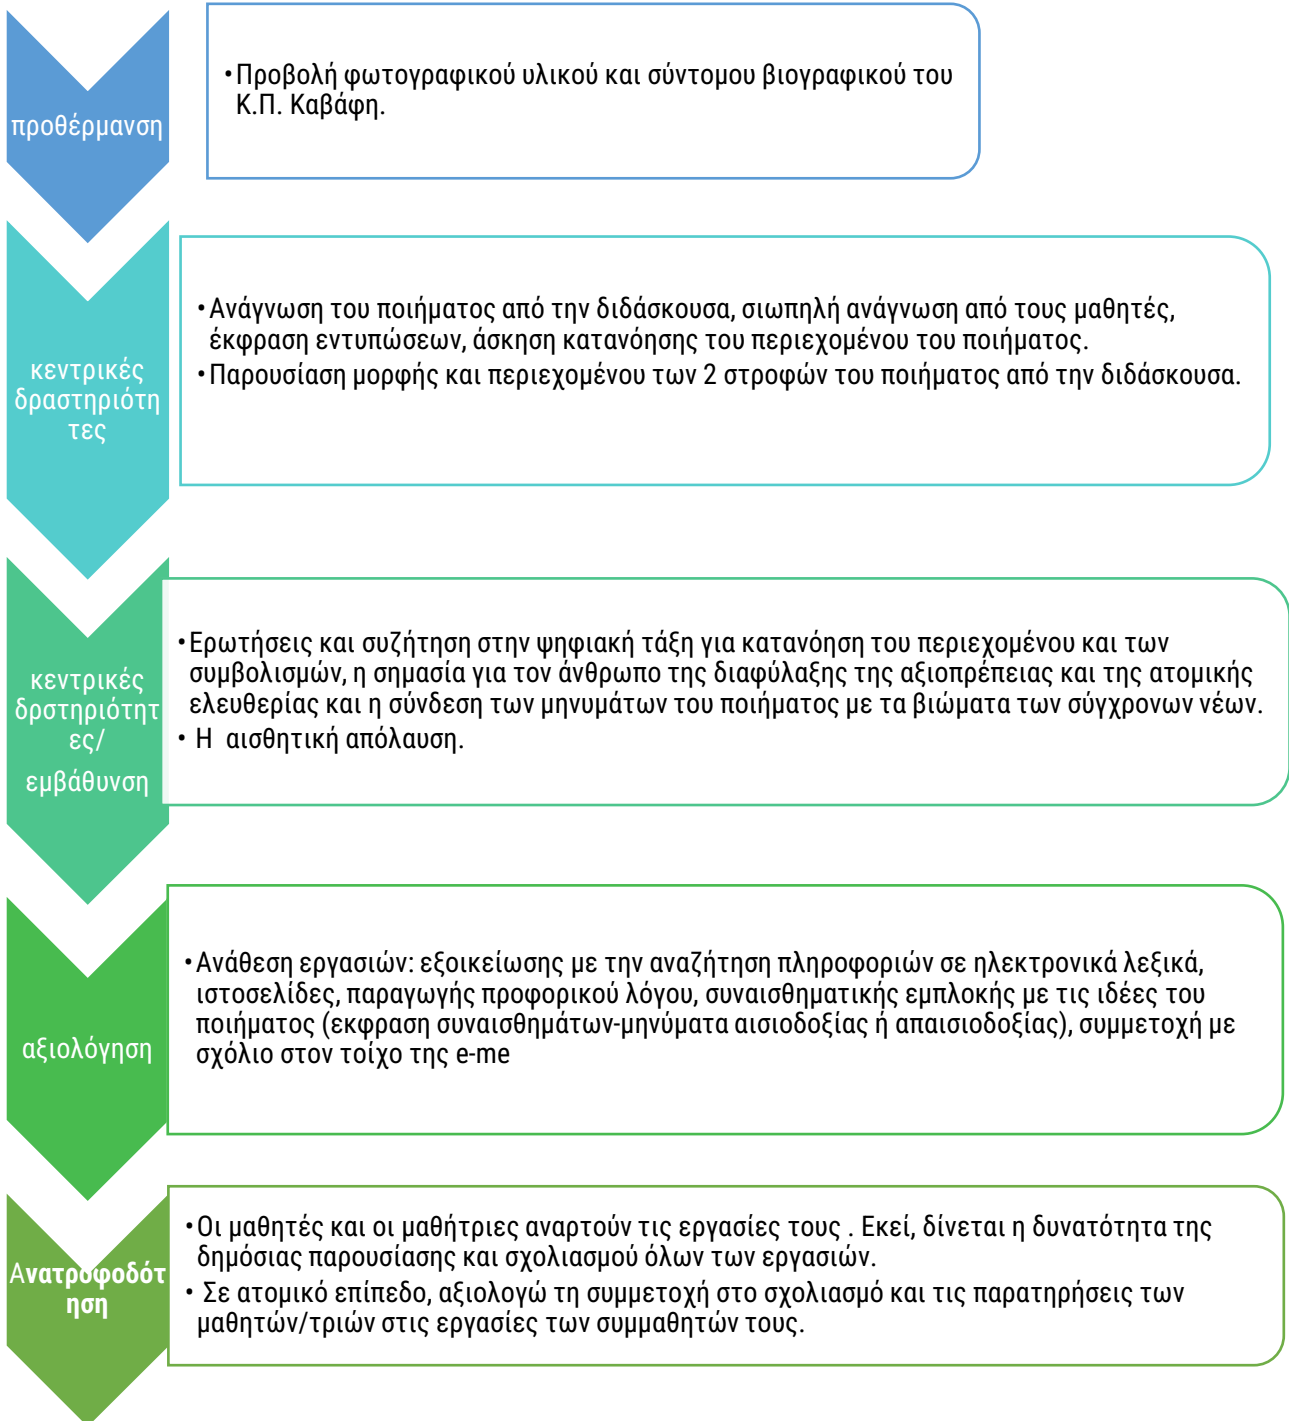 προθέρμανση
•Προβολή φωτογραφικού υλικού και σύντομου βιογραφικού του
Κ.Π. Καβάφη.
κεντρικές
δραστηριότη
τες
•Ανάγνωση του ποιήματος από την διδάσκουσα, σιωπηλή ανάγνωση από τους μαθητές,
έκφραση εντυπώσεων, άσκηση κατανόησης του περιεχομένου του ποιήματος.
•Παρουσίαση μορφής και περιεχομένου των 2 στροφών του ποιήματος από την διδάσκουσα.
κεντρικές
δρστηριότητ
ες/
εμβάθυνση
•Ερωτήσεις και συζήτηση στην ψηφιακή τάξη για κατανόηση του περιεχομένου και των
συμβολισμών, η σημασία για τον άνθρωπο της διαφύλαξης της αξιοπρέπειας και της ατομικής
ελευθερίας και η σύνδεση των μηνυμάτων του ποιήματος με τα βιώματα των σύγχρονων νέων.
• Η αισθητική απόλαυση.
αξιολόγηση
•Ανάθεση εργασιών: εξοικείωσης με την αναζήτηση πληροφοριών σε ηλεκτρονικά λεξικά,
ιστοσελίδες, παραγωγής προφορικού λόγου, συναισθηματικής εμπλοκής με τις ιδέες του
ποιήματος (εκφραση συναισθημάτων-μηνύματα αισιοδοξίας ή απαισιοδοξίας), συμμετοχή με
σχόλιο στον τοίχο της e-me
Ανατροφοδότ
ηση
•Οι μαθητές και οι μαθήτριες αναρτούν τις εργασίες τους . Εκεί, δίνεται η δυνατότητα της
δημόσιας παρουσίασης και σχολιασμού όλων των εργασιών.
• Σε ατομικό επίπεδο, αξιολογώ τη συμμετοχή στο σχολιασμό και τις παρατηρήσεις των
μαθητών/τριών στις εργασίες των συμμαθητών τους.